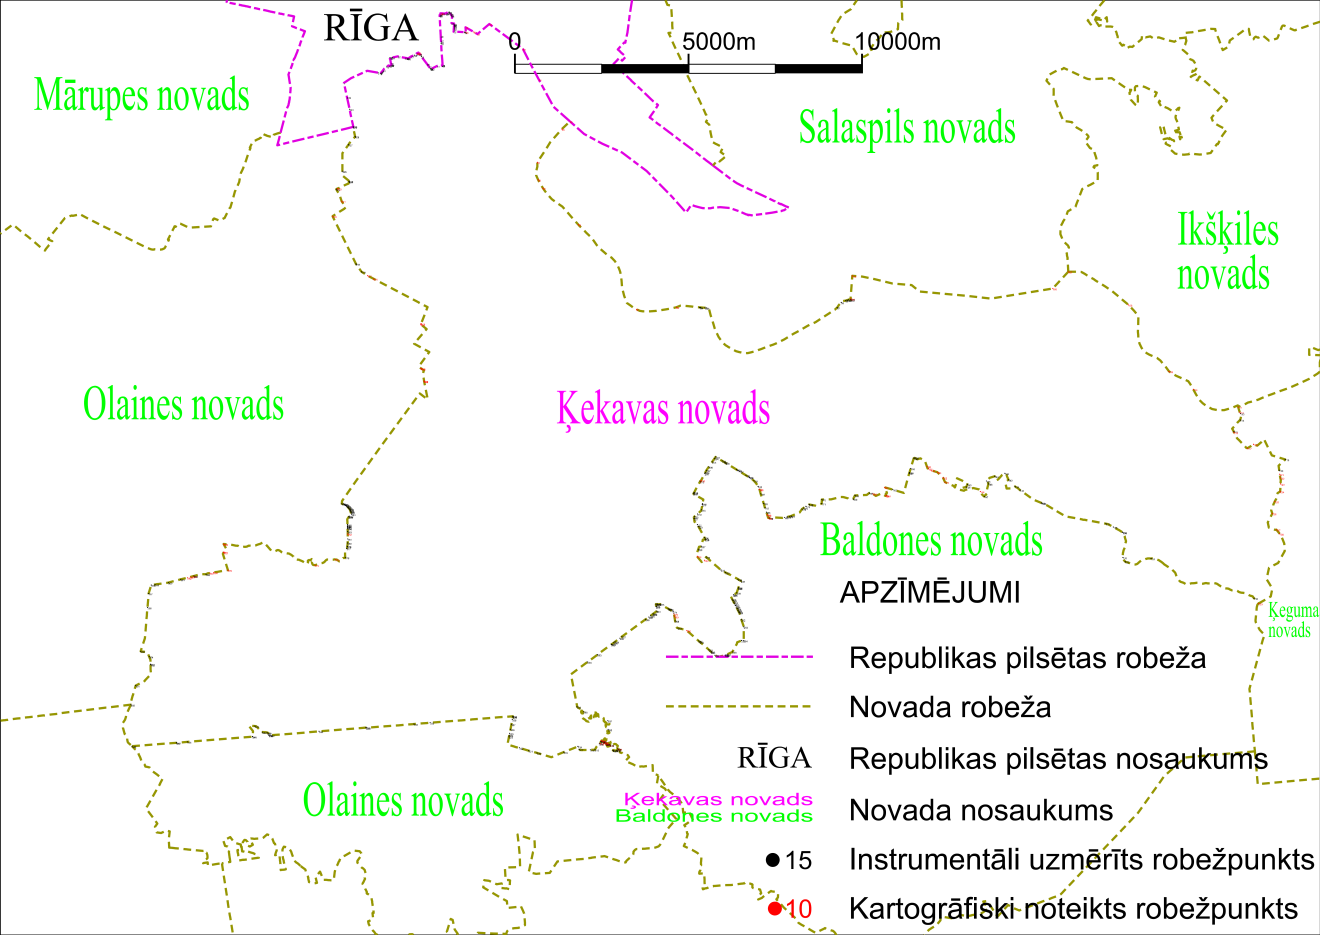 RĪGA
0 5000m 10000m
Mārupes novads
Salaspils novads
Ikšķiles
novads
Olaines novads
Ķekavas novads
Baldones novads
APZĪMĒJUMI
Ķeguma
novads
Republikas pilsētas robeža
Novada robeža
RĪGA Republikas pilsētas nosaukums
Olaines novads
Ķekavas novads
Baldones novads
Novada nosaukums
15 Instrumentāli uzmērīts robežpunkts
10 Kartogrāfiski noteikts robežpunkts